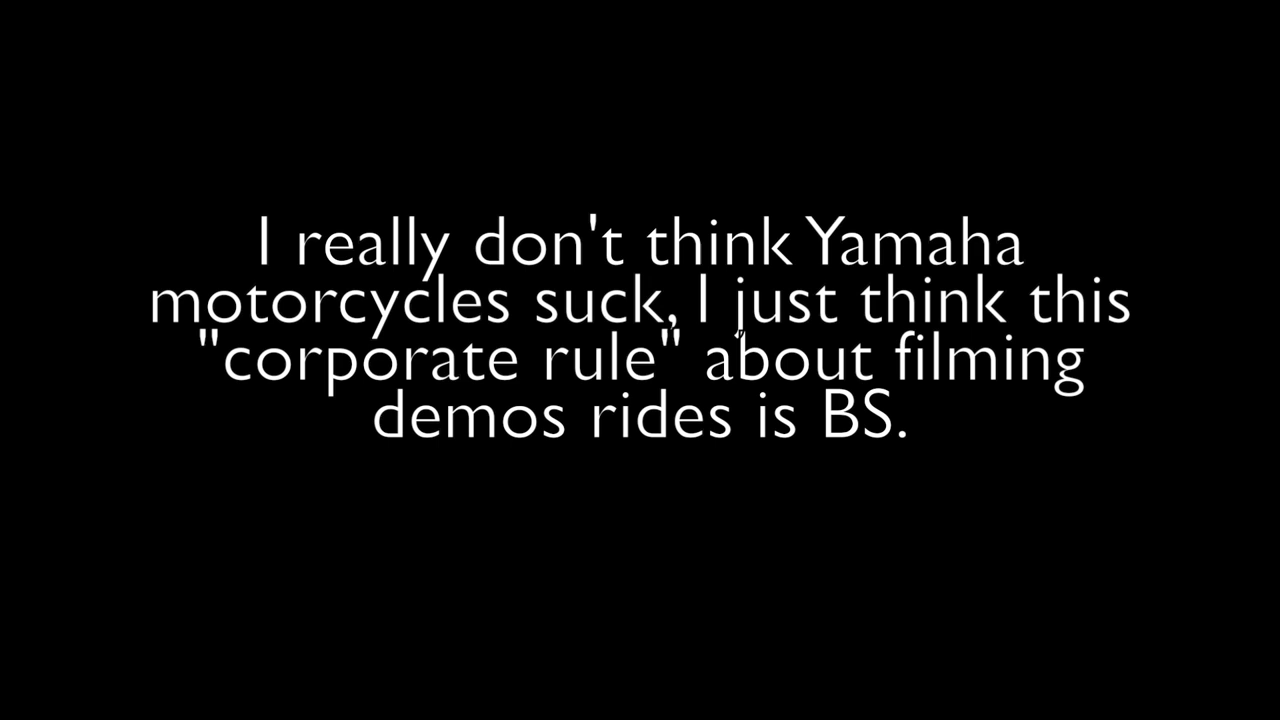 I really don't think Yamaha
motorcycles suck, I just think this
"corporate rule" about filming
demos rides is BS.